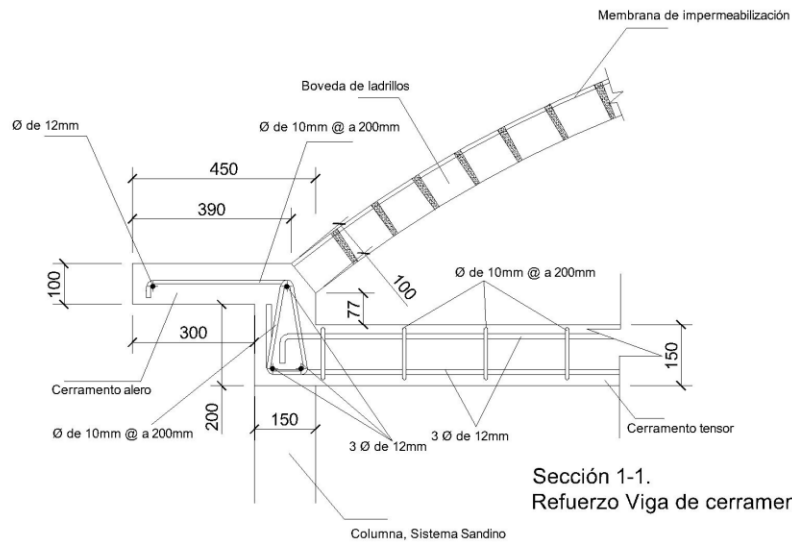 Membrana de impermeabilización
Boveda de ladrillos
Ø de 12mm
Ø de 10mm @ a 200mm
450
390
100
100
77
Ø de 10mm @ a 200mm
300
150
Cerramento alero
200
Ø de 10mm @ a 200mm
150
3 Ø de 12mm
3 Ø de 12mm
Cerramento tensor
Sección 1-1.
Refuerzo Viga de cerramen
Columna, Sistema Sandino